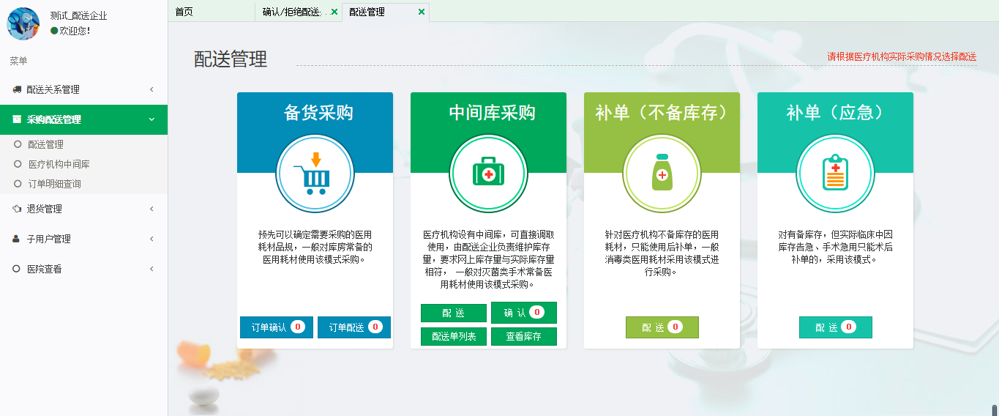 测试_配送企业
欢迎您!
菜单
配送关系管理
采购配送管理
配送管理
医疗机构中间库
订单明细查询
退货管理
子用户管理
医院查看
首页
确认/拒绝配送...
配送管理
配送管理
请根据医疗机构实际采购情况选择配送
备货采购
预先可以确定需要采购的医用
耗材品规，一般对库房常备的
医用耗材使用该模式采购。
订单确认 0
订单配送 0
中间库采购
医疗机构设有中间库，可直接调取
使用，由配送企业负责维护库存
量，要求网上库存量与实际库存量
相符， 一般对灭菌类手术常备医
用耗材使用该模式采购。
配 送
确 认 0
配送单列表
查看库存
补单（不备库存）
针对医疗机构不备库存的医用
耗材，只能使用后补单，一般
消毒类医用耗材采用该模式进
行采购。
配 送 0
补单（应急）
对有备库存，但实际临床中因
库存告急、手术急用只能术后
补单的，采用该模式。
配 送 0